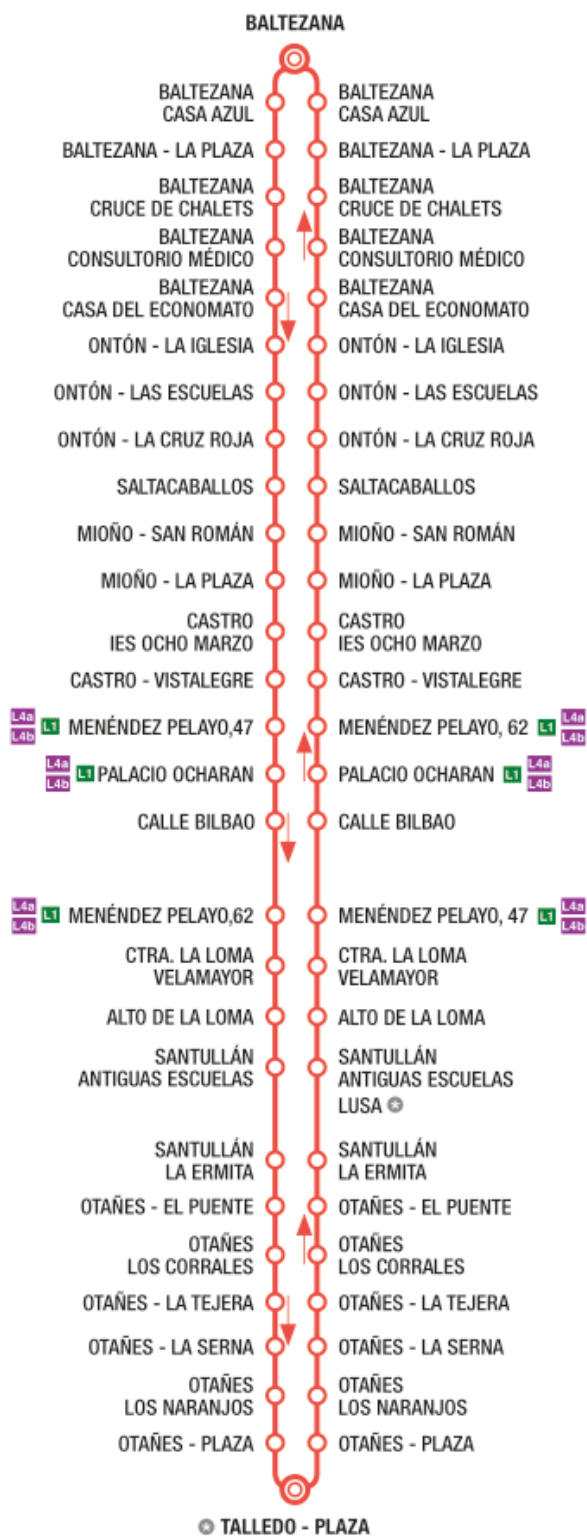 BALTEZANA
BALTEZANA
CASA AZUL
BALTEZANA
CASA AZUL
BALTEZANA - LA PLAZA
BALTEZANA - LA PLAZA
BALTEZANA
CRUCE DE CHALETS
BALTEZANA
CRUCE DE CHALETS
BALTEZANA
CONSULTORIO MÉDICO
BALTEZANA
CONSULTORIO MÉDICO
BALTEZANA
CASA DEL ECONOMATO
BALTEZANA
CASA DEL ECONOMATO
ONTÓN - LA IGLESIA
ONTÓN - LA IGLESIA
ONTÓN - LAS ESCUELAS
ONTÓN - LAS ESCUELAS
ONTÓN - LA CRUZ ROJA
ONTÓN - LA CRUZ ROJA
SALTACABALLOS
SALTACABALLOS
MIOÑO - SAN ROMÁN
MIOÑO - SAN ROMÁN
MIOÑO - LA PLAZA
MIOÑO - LA PLAZA
CASTRO
IES OCHO MARZO
CASTRO
IES OCHO MARZO
CASTRO - VISTALEGRE
CASTRO - VISTALEGRE
L4a
L4b
L1 MENÉNDEZ PELAYO,47
MENÉNDEZ PELAYO, 62 L1
L4a
L4b
L4a
L4b
L1 PALACIO OCHARAN
PALACIO OCHARAN L1
L4a
L4b
CALLE BILBAO
CALLE BILBAO
L4a
L4b
L1 MENÉNDEZ PELAYO,62
MENÉNDEZ PELAYO, 47 L1
L4a
L4b
CTRA. LA LOMA
VELAMAYOR
CTRA. LA LOMA
VELAMAYOR
ALTO DE LA LOMA
ALTO DE LA LOMA
SANTULLÁN
ANTIGUAS ESCUELAS
SANTULLÁN
ANTIGUAS ESCUELAS
LUSA
SANTULLÁN
LA ERMITA
SANTULLÁN
LA ERMITA
OTAÑES - EL PUENTE
OTAÑES - EL PUENTE
OTAÑES
LOS CORRALES
OTAÑES
LOS CORRALES
OTAÑES - LA TEJERA
OTAÑES - LA TEJERA
OTAÑES - LA SERNA
OTAÑES - LA SERNA
OTAÑES
LOS NARANJOS
OTAÑES
LOS NARANJOS
OTAÑES - PLAZA
OTAÑES - PLAZA
TALLEDO - PLAZA